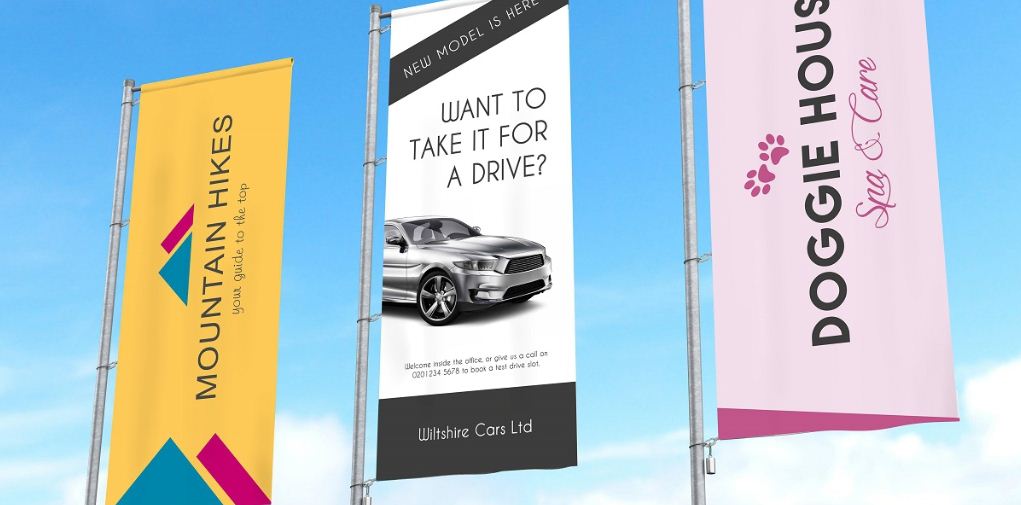 MOUNTAIN HIKES
your guide to the top
NEW MODEL IS HERE
WANT TO
TAKE IT FOR
A DRIVE?
Welcome inside the office, or give us a call on
0201234 5678 to book a test drive slot.
Wiltshire Cars Ltd
DOGGIE HOUS
Spa & Care